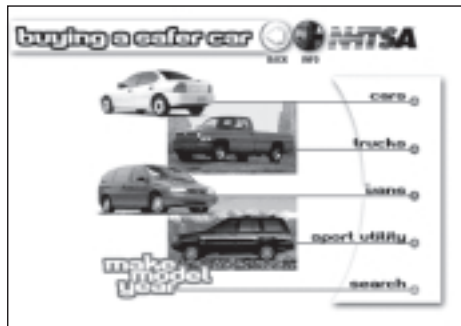 buying a safer car
NHTSA
BACK INFO
cars
trucks
vans
sport utility
make
model
year
search